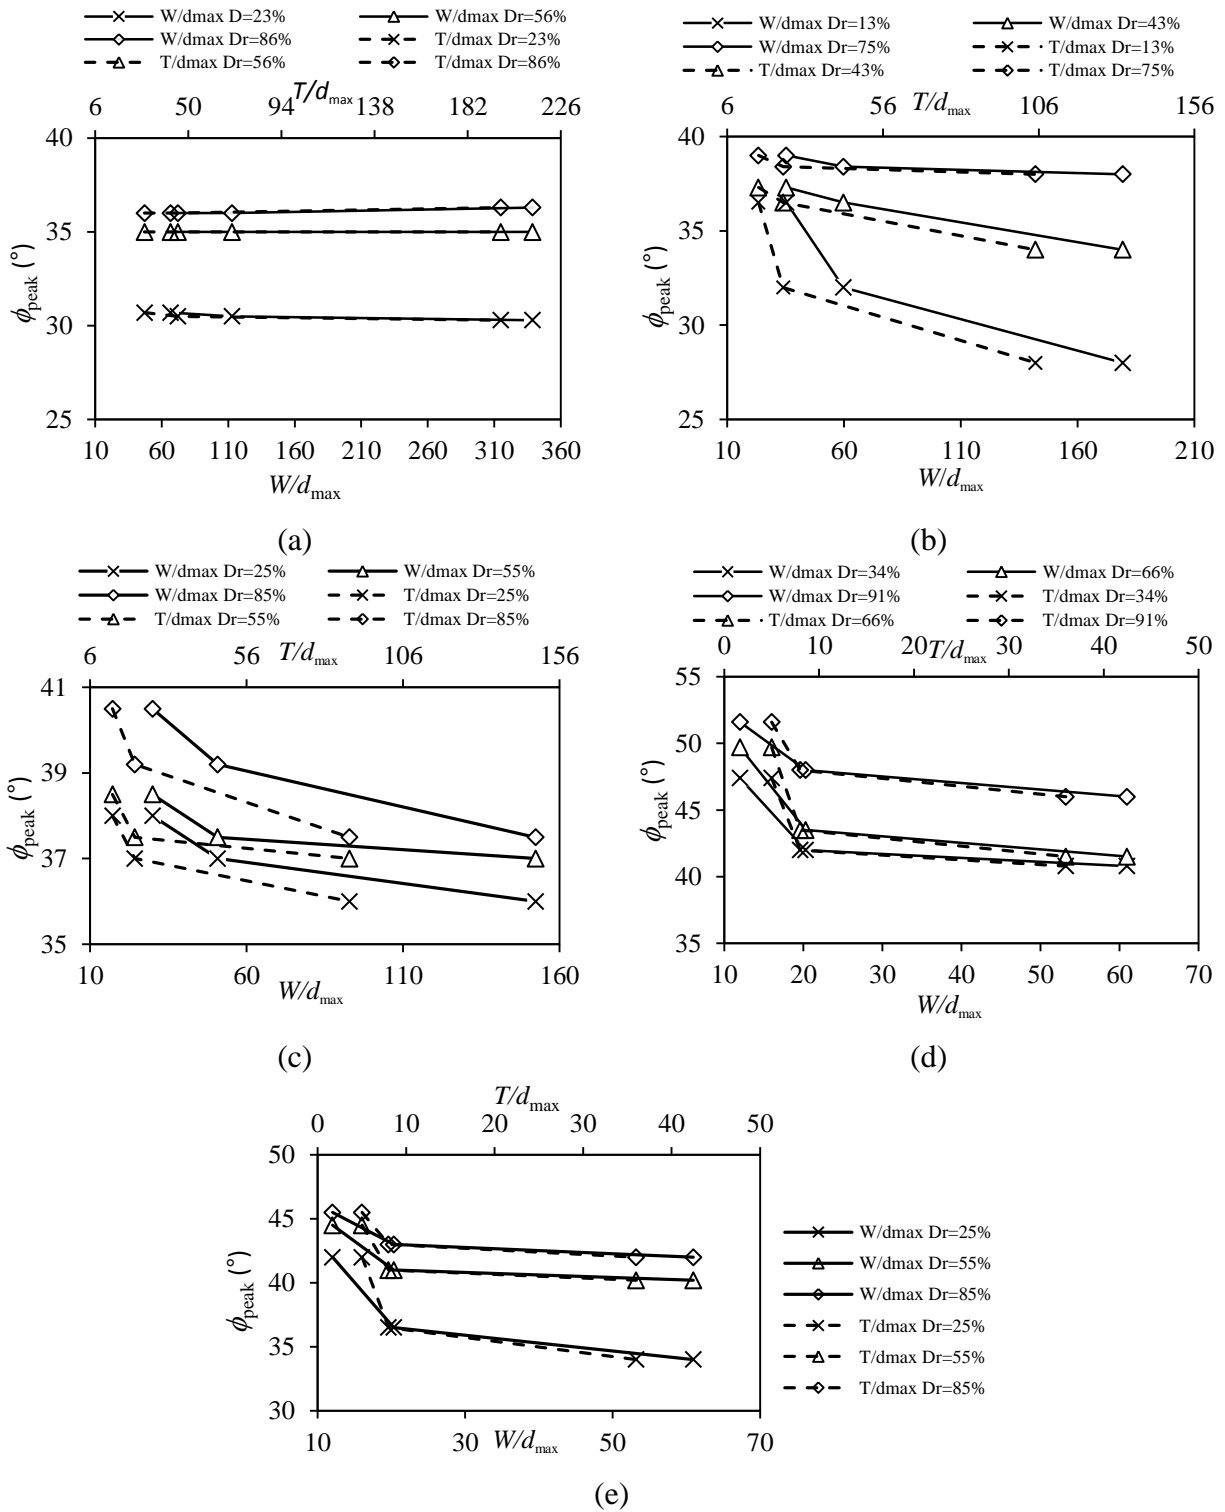 W/dmax D=23% W/dmax Dr=56%
W/dmax Dr=86% T/dmax Dr=23%
T/dmax Dr=56% T/dmax Dr=86%
T/dmax
6 50 94 138 182 226
40
35
30
25
ϕpeak (°)
10 60 110 160 210 260 310 360
W/dmax
(a)
W/dmax Dr=13% W/dmax Dr=43%
W/dmax Dr=75% T/dmax Dr=13%
T/dmax Dr=43% T/dmax Dr=75%
T/dmax
6 56 106 156
40
35
30
25
ϕpeak (°)
10 60 110 160 210
W/dmax
(b)
W/dmax Dr=25% W/dmax Dr=55%
W/dmax Dr=85% T/dmax Dr=25%
T/dmax Dr=55% T/dmax Dr=85%
6 56 T/dmax 106 156
41
39
37
35
ϕpeak (°)
10 60 110 160
W/dmax
(c)
W/dmax Dr=34% W/dmax Dr=66%
W/dmax Dr=91% T/dmax Dr=34%
T/dmax Dr=66% T/dmax Dr=91%
0 10 20 T/dmax 30 40 50
55
50
45
40
35
ϕpeak (°)
10 20 30 40 50 60 70
W/dmax
(d)
T/dmax
0 10 20 30 40 50
50
45
40
35
30
ϕpeak (°)
10 30 W/dmax 50 70
W/dmax Dr=25%
W/dmax Dr=55%
W/dmax Dr=85%
T/dmax Dr=25%
T/dmax Dr=55%
T/dmax Dr=85%
(e)